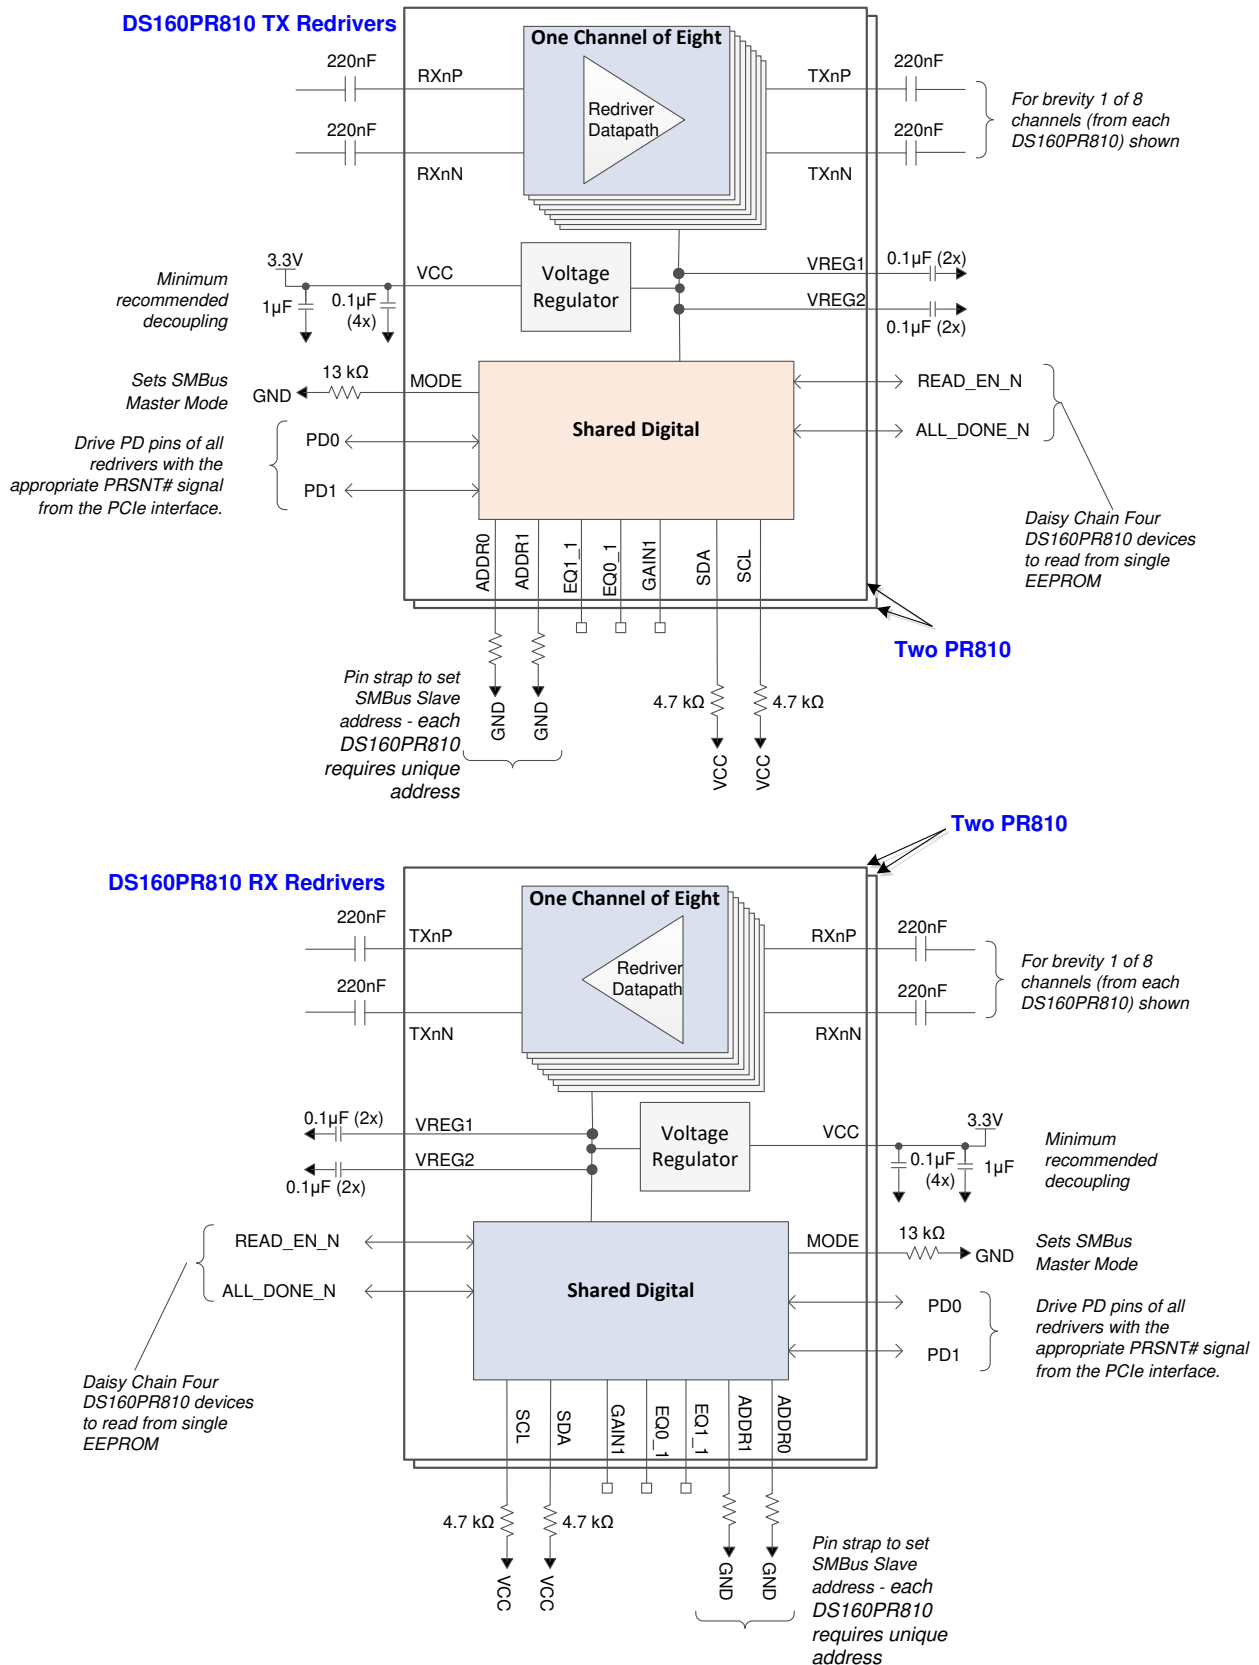 DS160PR810 TX Redrivers
One Channel of Eight
220nF
RXnP
TXnP
220nF
Redriver
Datapath
For brevity 1 of 8
channels (from each
DS160PR810) shown
220nF
220nF
RXnN
TXnN
Minimum
recommended
decoupling
3.3V
VCC
1µF
0.1µF
(4x)
Voltage
Regulator
VREG1
0.1µF (2x)
VREG2
0.1µF (2x)
Sets SMBus
Master Mode
GND
13 kΩ
MODE
Shared Digital
READ_EN_N
ALL_DONE_N
Drive PD pins of all
redrivers with the
appropriate PRSNT# signal
from the PCIe interface.
PD0
PD1
Daisy Chain Four
DS160PR810 devices
to read from single
EEPROM
ADDR0
ADDR1
EQ1_1
EQ0_1
GAIN1
SDA
SCL
Two PR810
Pin strap to set
SMBus Slave
address - each
DS160PR810
requires unique
address
GND
GND
4.7 kΩ
4.7 kΩ
VCC
VCC
Two PR810
DS160PR810 RX Redrivers
One Channel of Eight
220nF
TXnP
RXnP
220nF
Redriver
Datapath
For brevity 1 of 8
channels (from each
DS160PR810) shown
220nF
220nF
TXnN
RXnN
0.1µF (2x)
VREG1
VREG2
0.1µF (2x)
Voltage
Regulator
VCC
3.3V
0.1µF
(4x)
1µF
Minimum
recommended
decoupling
READ_EN_N
ALL_DONE_N
Shared Digital
MODE
13 kΩ
GND
Sets SMBus
Master Mode
PD0
PD1
Drive PD pins of all
redrivers with the
appropriate PRSNT# signal
from the PCIe interface.
Daisy Chain Four
DS160PR810 devices
to read from single
EEPROM
SCL
SDA
GAIN1
EQ0_1
EQ1_1
ADDR1
ADDR0
4.7 kΩ
4.7 kΩ
VCC
VCC
GND
GND
Pin strap to set
SMBus Slave
address - each
DS160PR810
requires unique
address